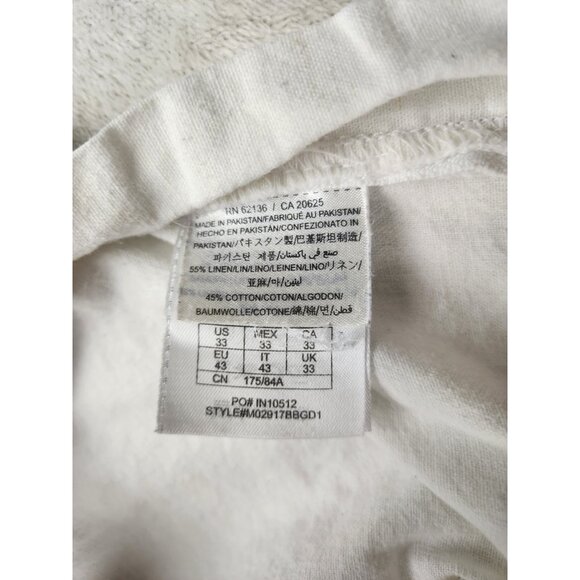 RN 62136 / CA 20625
MADE IN PAKISTAN/FABRIQUÉ AU PAKISTAN/
HECHO EN PAKISTÁN/CONFEZIONATO IN
PAKISTAN/パキスタン製/巴基斯坦制造/
파키스탄 제품/صنع في باكستان/
55% LINEN/LIN/LINO/LEINEN/LINO/リネン/
亚麻/마/لينين/
45% COTTON/COTON/ALGODON/
BAUMWOLLE/COTONE/綿/棉/면/قطن/
US MEX CA
33 33 33
EU IT UK
43 43 33
CN 175/84A
PO# IN10512
STYLE#M02917BBGD1